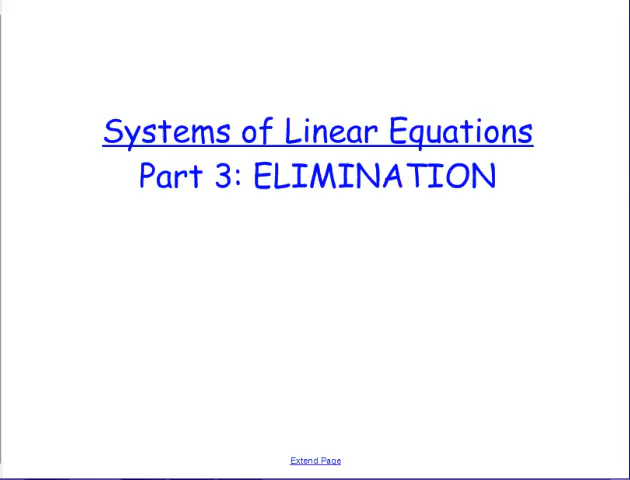 Systems of Linear Equations
Part 3: ELIMINATION
Extend Page